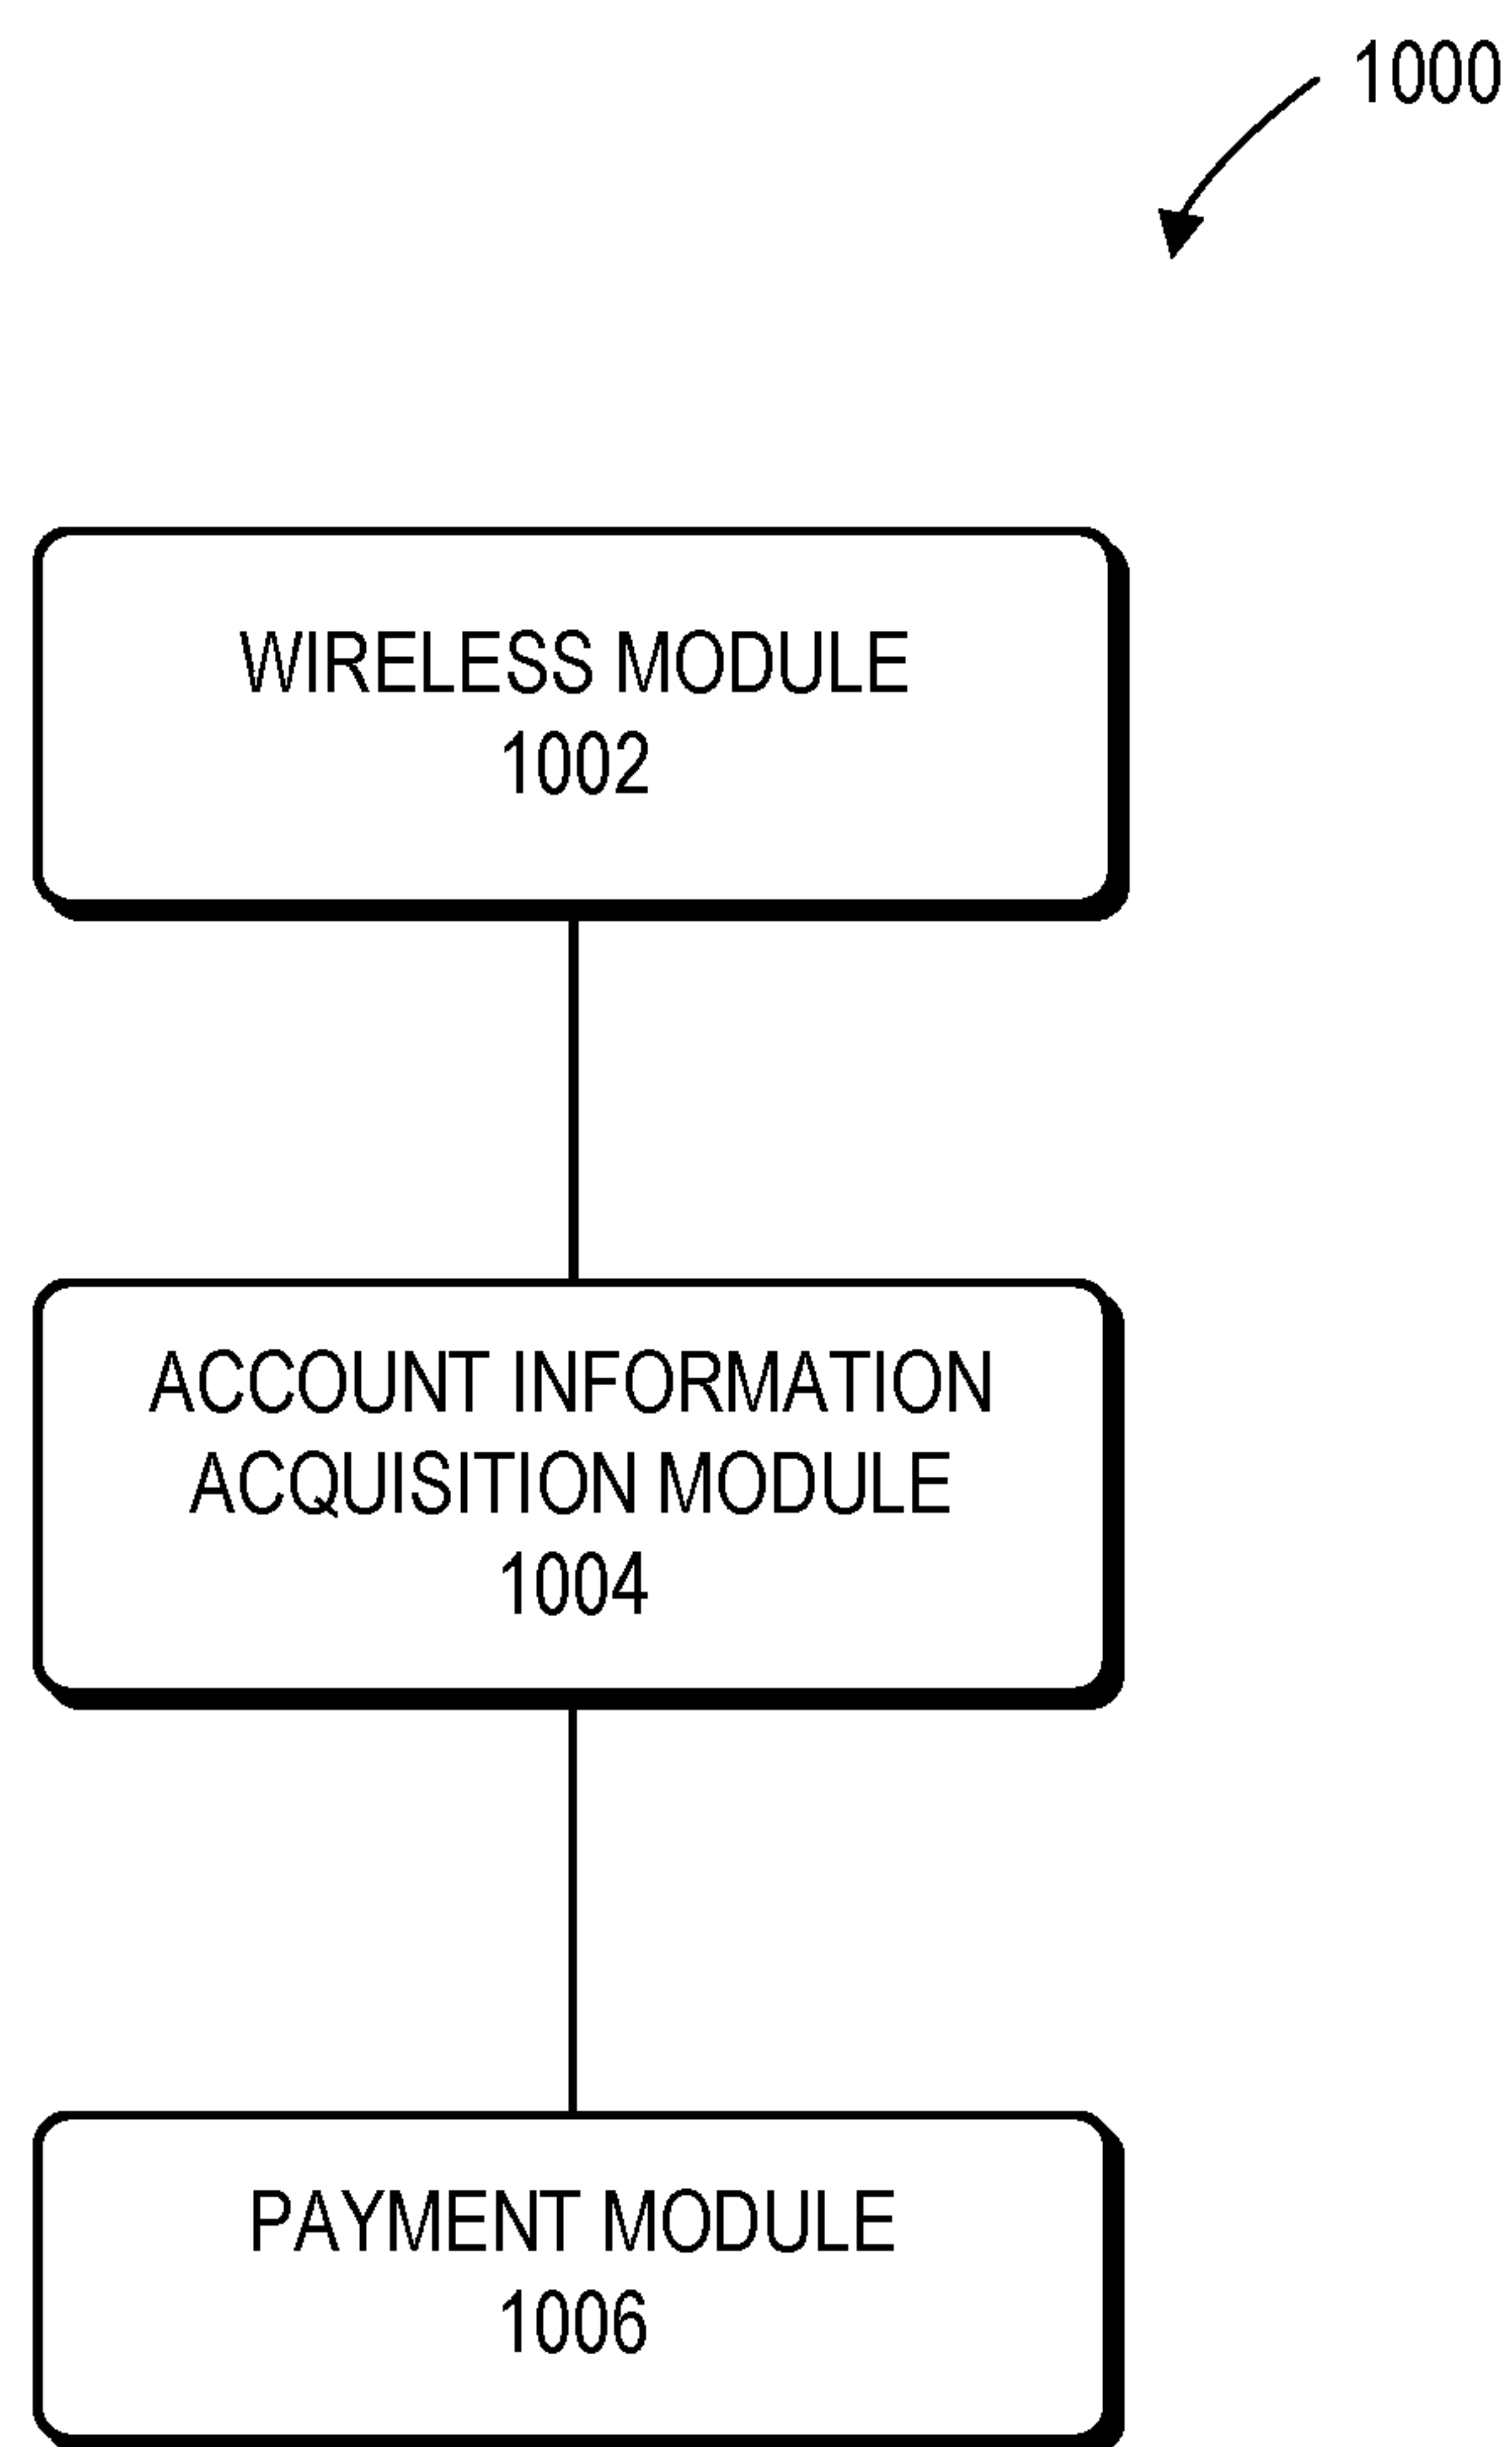 1000
WIRELESS MODULE
1002
ACCOUNT INFORMATION
ACQUISITION MODULE
1004
PAYMENT MODULE
1006